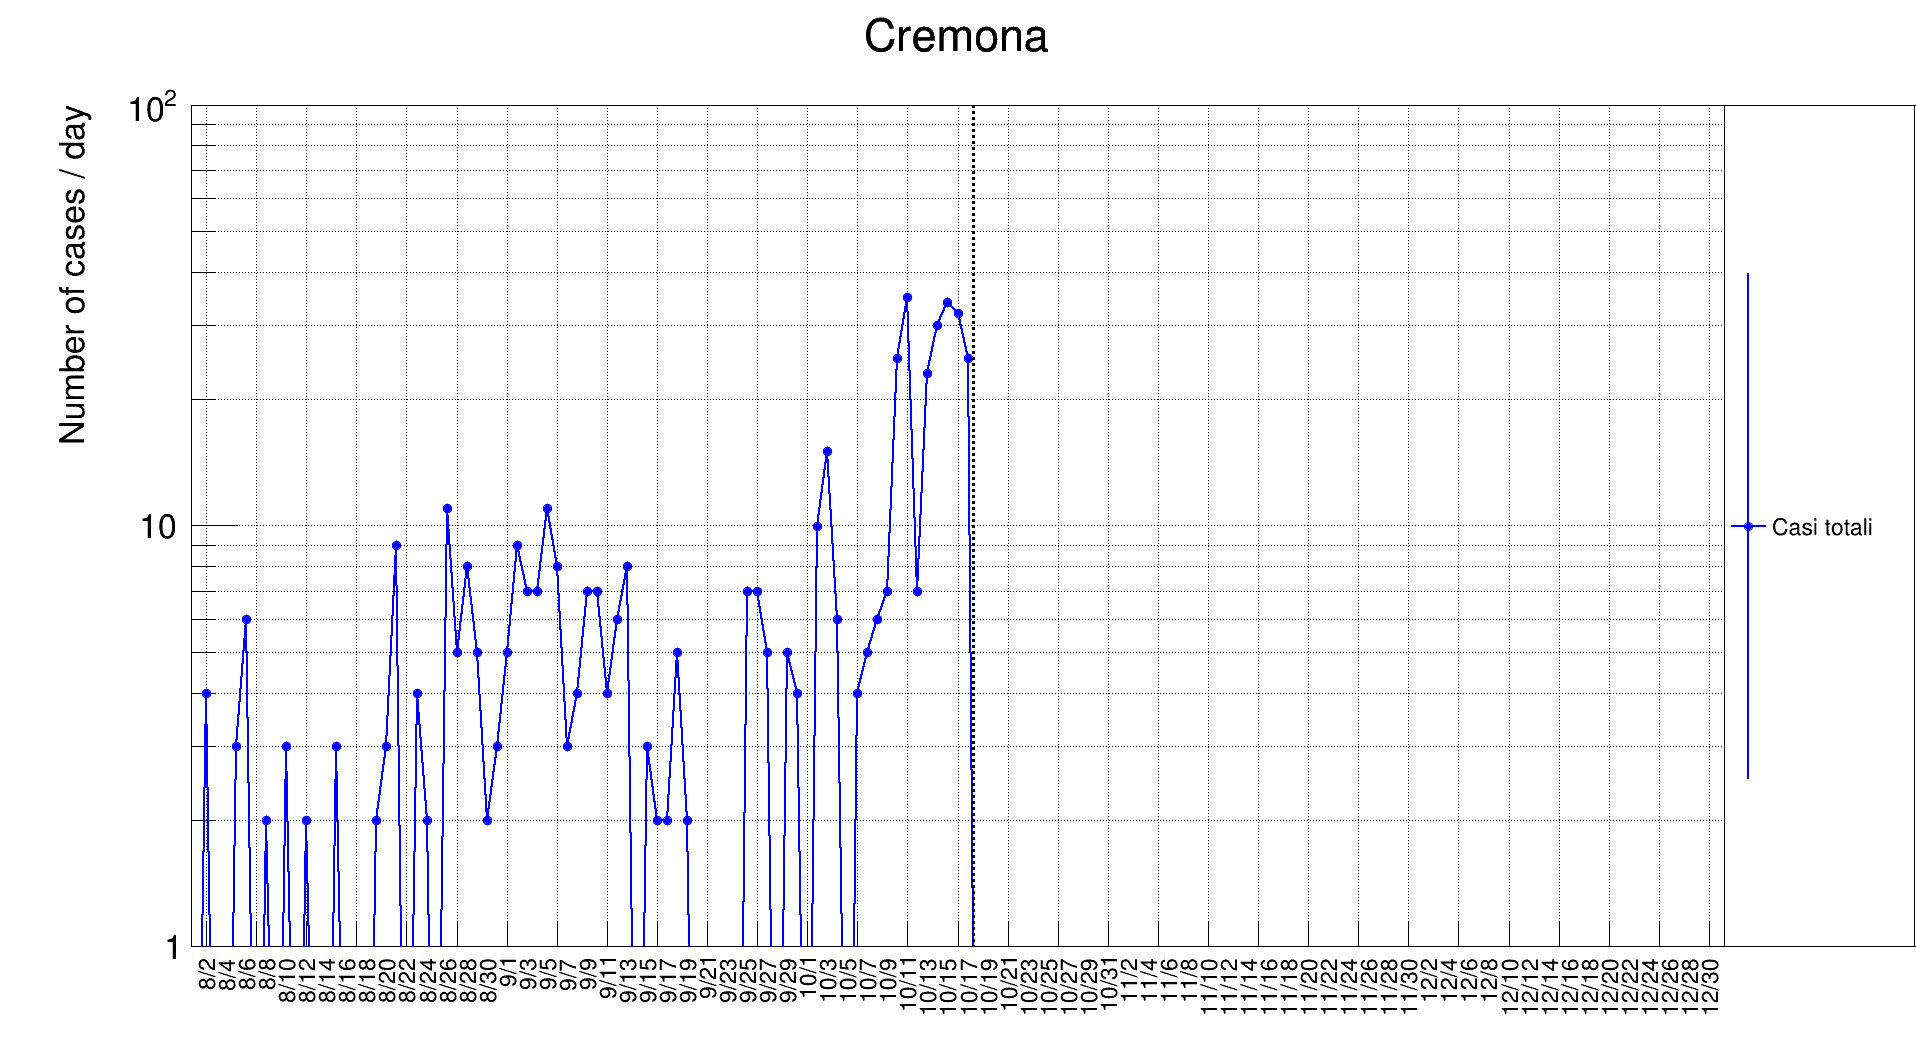 Cremona
Number of cases / day
10²
10
1
8/2 8/4 8/6 8/8 8/10 8/12 8/14 8/16 8/18 8/20 8/22 8/24 8/26 8/28 8/30 9/1 9/3 9/5 9/7 9/9 9/11 9/13 9/15 9/17 9/19 9/21 9/23 9/25 9/27 9/29 10/1 10/3 10/5 10/7 10/9 10/11 10/13 10/15 10/17 10/19 10/21 10/23 10/25 10/27 10/29 10/31 11/2 11/4 11/6 11/8 11/10 11/12 11/14 11/16 11/18 11/20 11/22 11/24 11/26 11/28 11/30 12/2 12/4 12/6 12/8 12/10 12/12 12/14 12/16 12/18 12/20 12/22 12/24 12/26 12/28 12/30
Casi totali